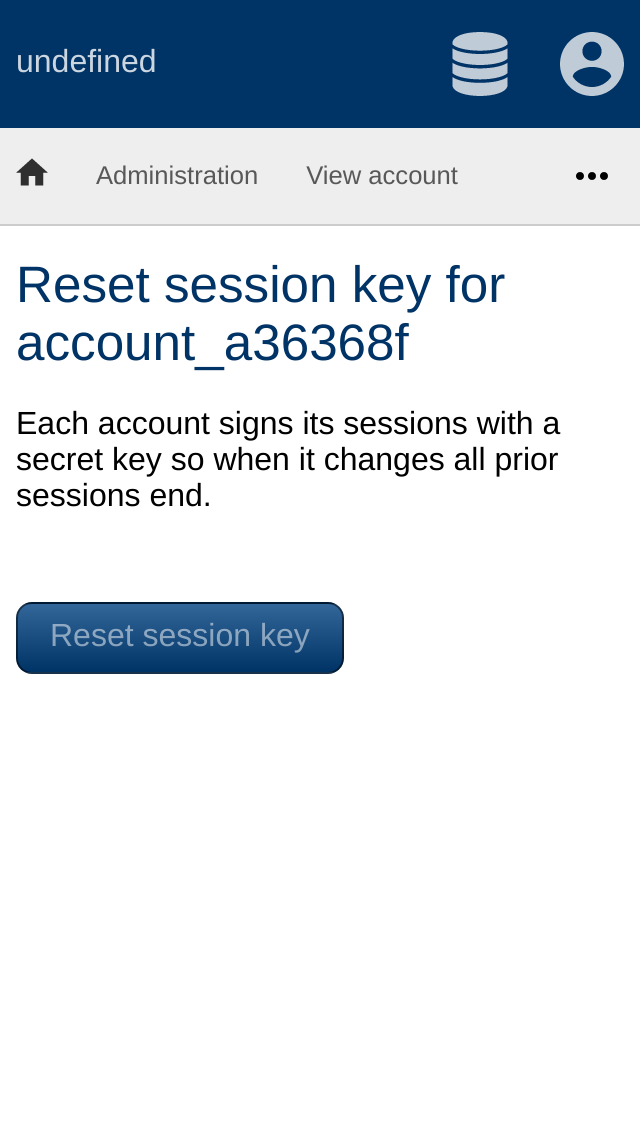 undefined
Administration View account
Reset session key for
account_a36368f
Each account signs its sessions with a
secret key so when it changes all prior
sessions end.
Reset session key